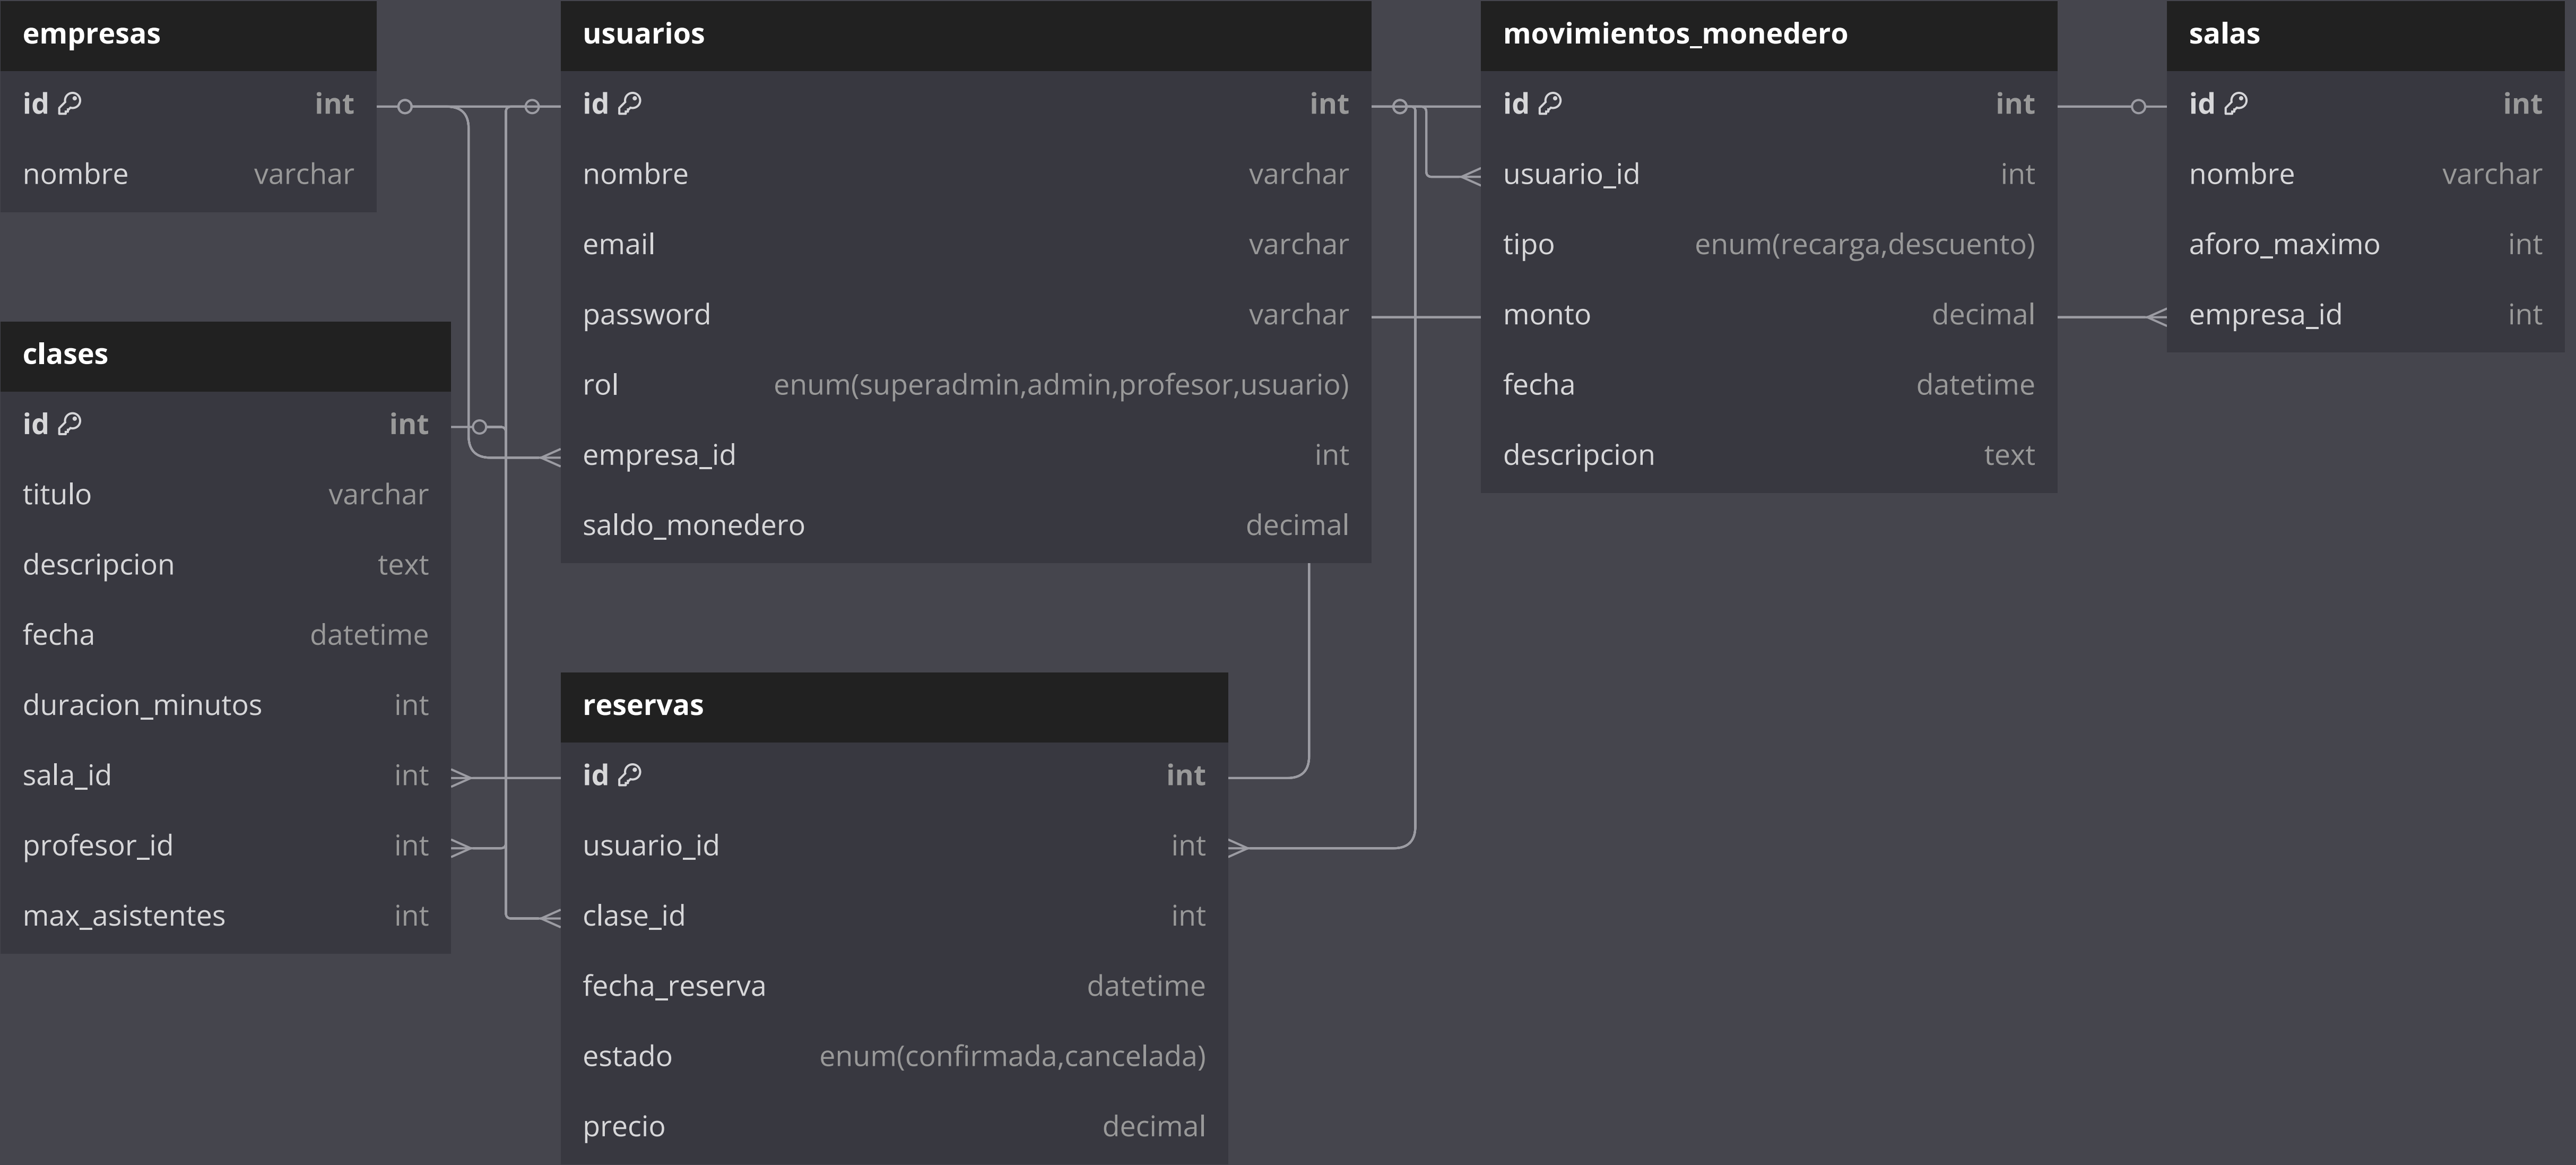 empresas
id int
nombre varchar
usuarios
id int
nombre varchar
email varchar
password varchar
rol enum(superadmin,admin,profesor,usuario)
empresa_id int
saldo_monedero decimal
movimientos_monedero
id int
usuario_id int
tipo enum(recarga,descuento)
monto decimal
fecha datetime
descripcion text
salas
id int
nombre varchar
aforo_maximo int
empresa_id int
clases
id int
titulo varchar
descripcion text
fecha datetime
duracion_minutos int
sala_id int
profesor_id int
max_asistentes int
reservas
id int
usuario_id int
clase_id int
fecha_reserva datetime
estado enum(confirmada,cancelada)
precio decimal